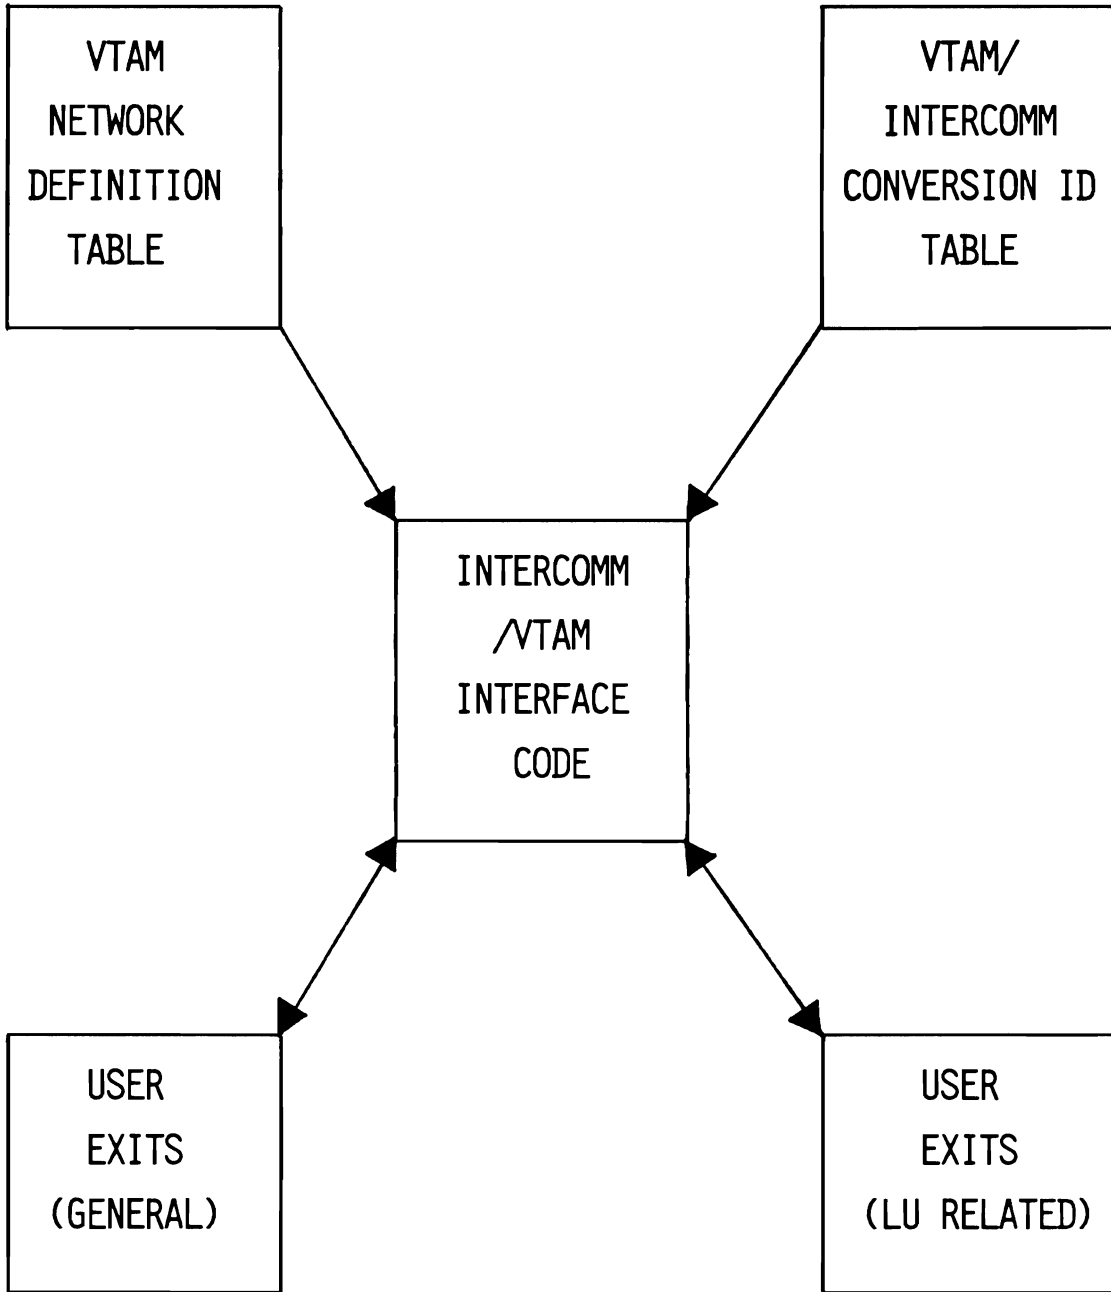 VTAM
NETWORK
DEFINITION
TABLE
VTAM/
INTERCOMM
CONVERSION ID
TABLE
INTERCOMM
/VTAM
INTERFACE
CODE
USER
EXITS
(GENERAL)
USER
EXITS
(LU RELATED)